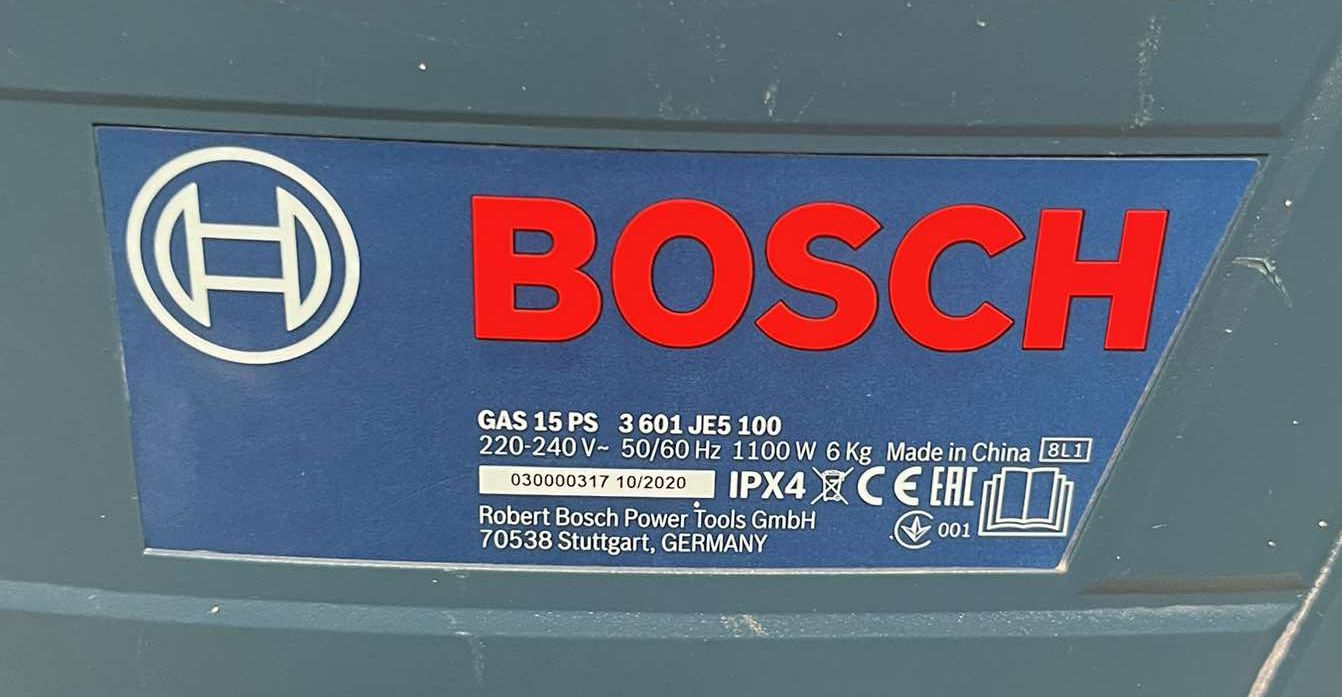 BOSCH
GAS 15 PS 3 601 JE5 100
220-240 V~ 50/60 Hz 1100 W 6 Kg Made in China 8L1
030000317 10/2020 IPX4 CE EAC
Robert Bosch Power Tools GmbH 001
70538 Stuttgart, GERMANY